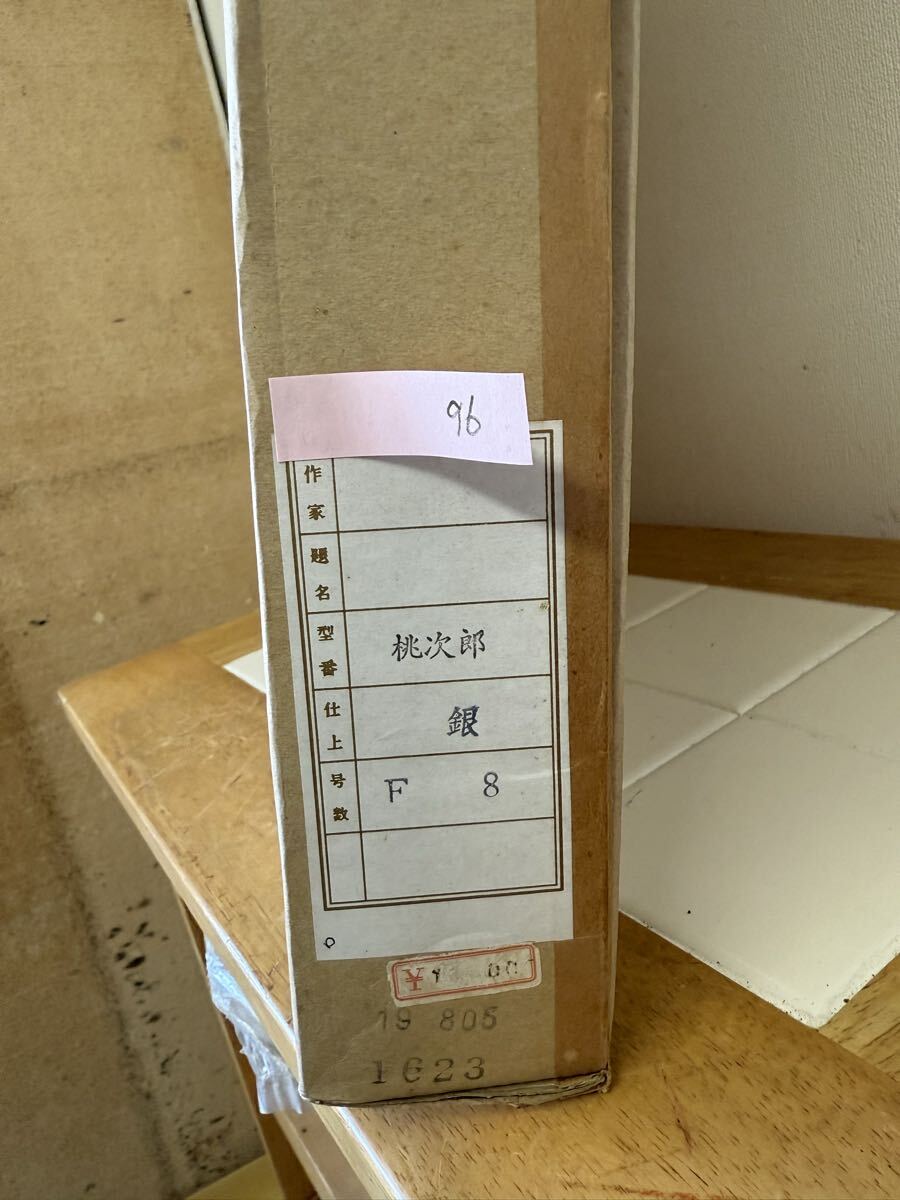 96
作家
題名
型番 桃次郎
仕上 銀
号数 F 8
19 805
1623